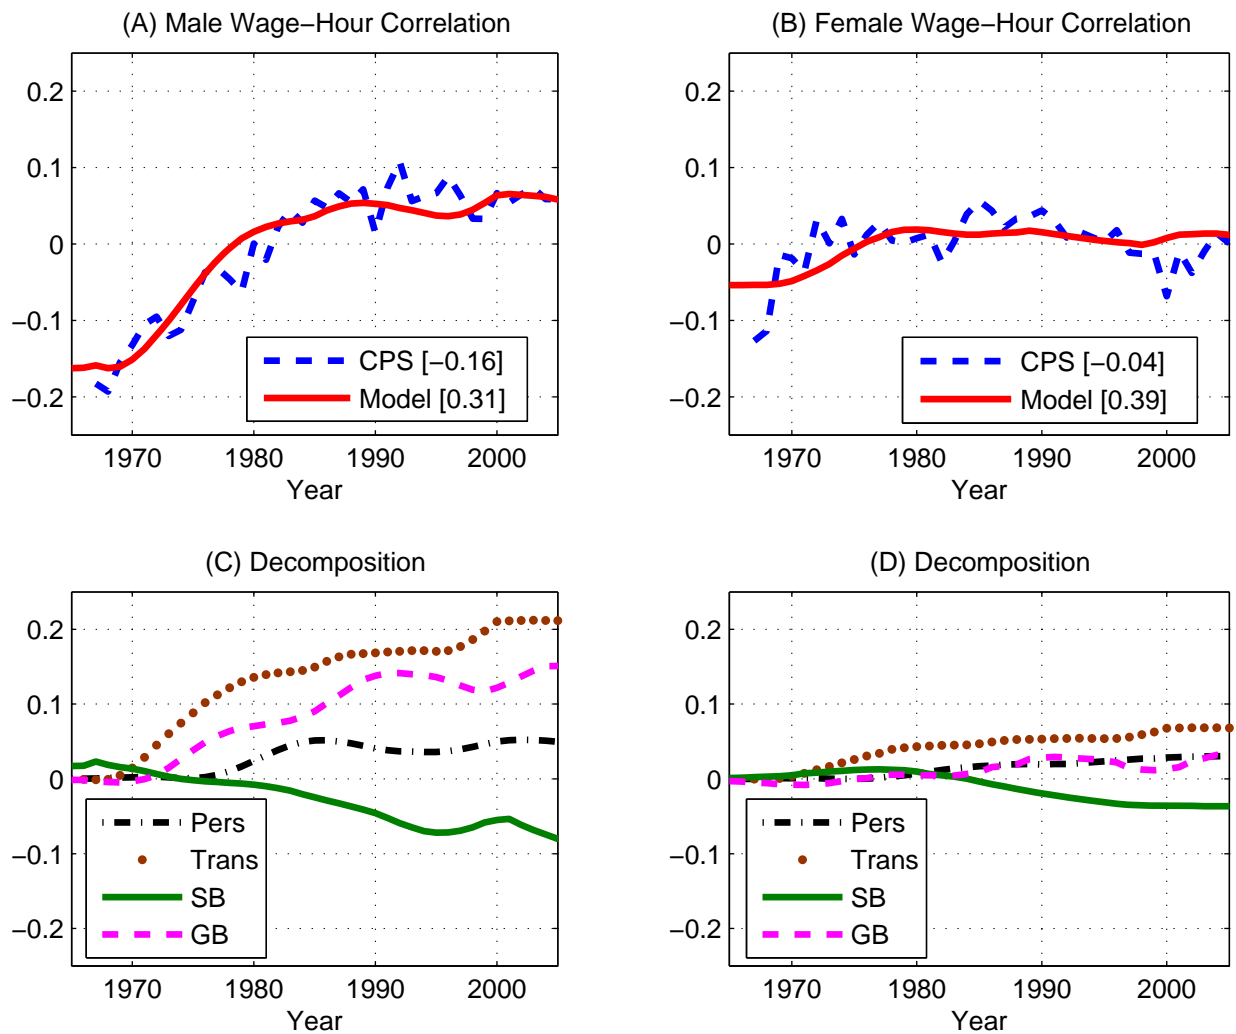 (A) Male Wage−Hour Correlation
0.2
0.1
0
−0.1
−0.2
CPS [−0.16]
Model [0.31]
1970 1980 1990 2000
Year
(B) Female Wage−Hour Correlation
0.2
0.1
0
−0.1
−0.2
CPS [−0.04]
Model [0.39]
1970 1980 1990 2000
Year
(C) Decomposition
0.2
0.1
0
−0.1
−0.2
Pers
Trans
SB
GB
1970 1980 1990 2000
Year
(D) Decomposition
0.2
0.1
0
−0.1
−0.2
Pers
Trans
SB
GB
1970 1980 1990 2000
Year